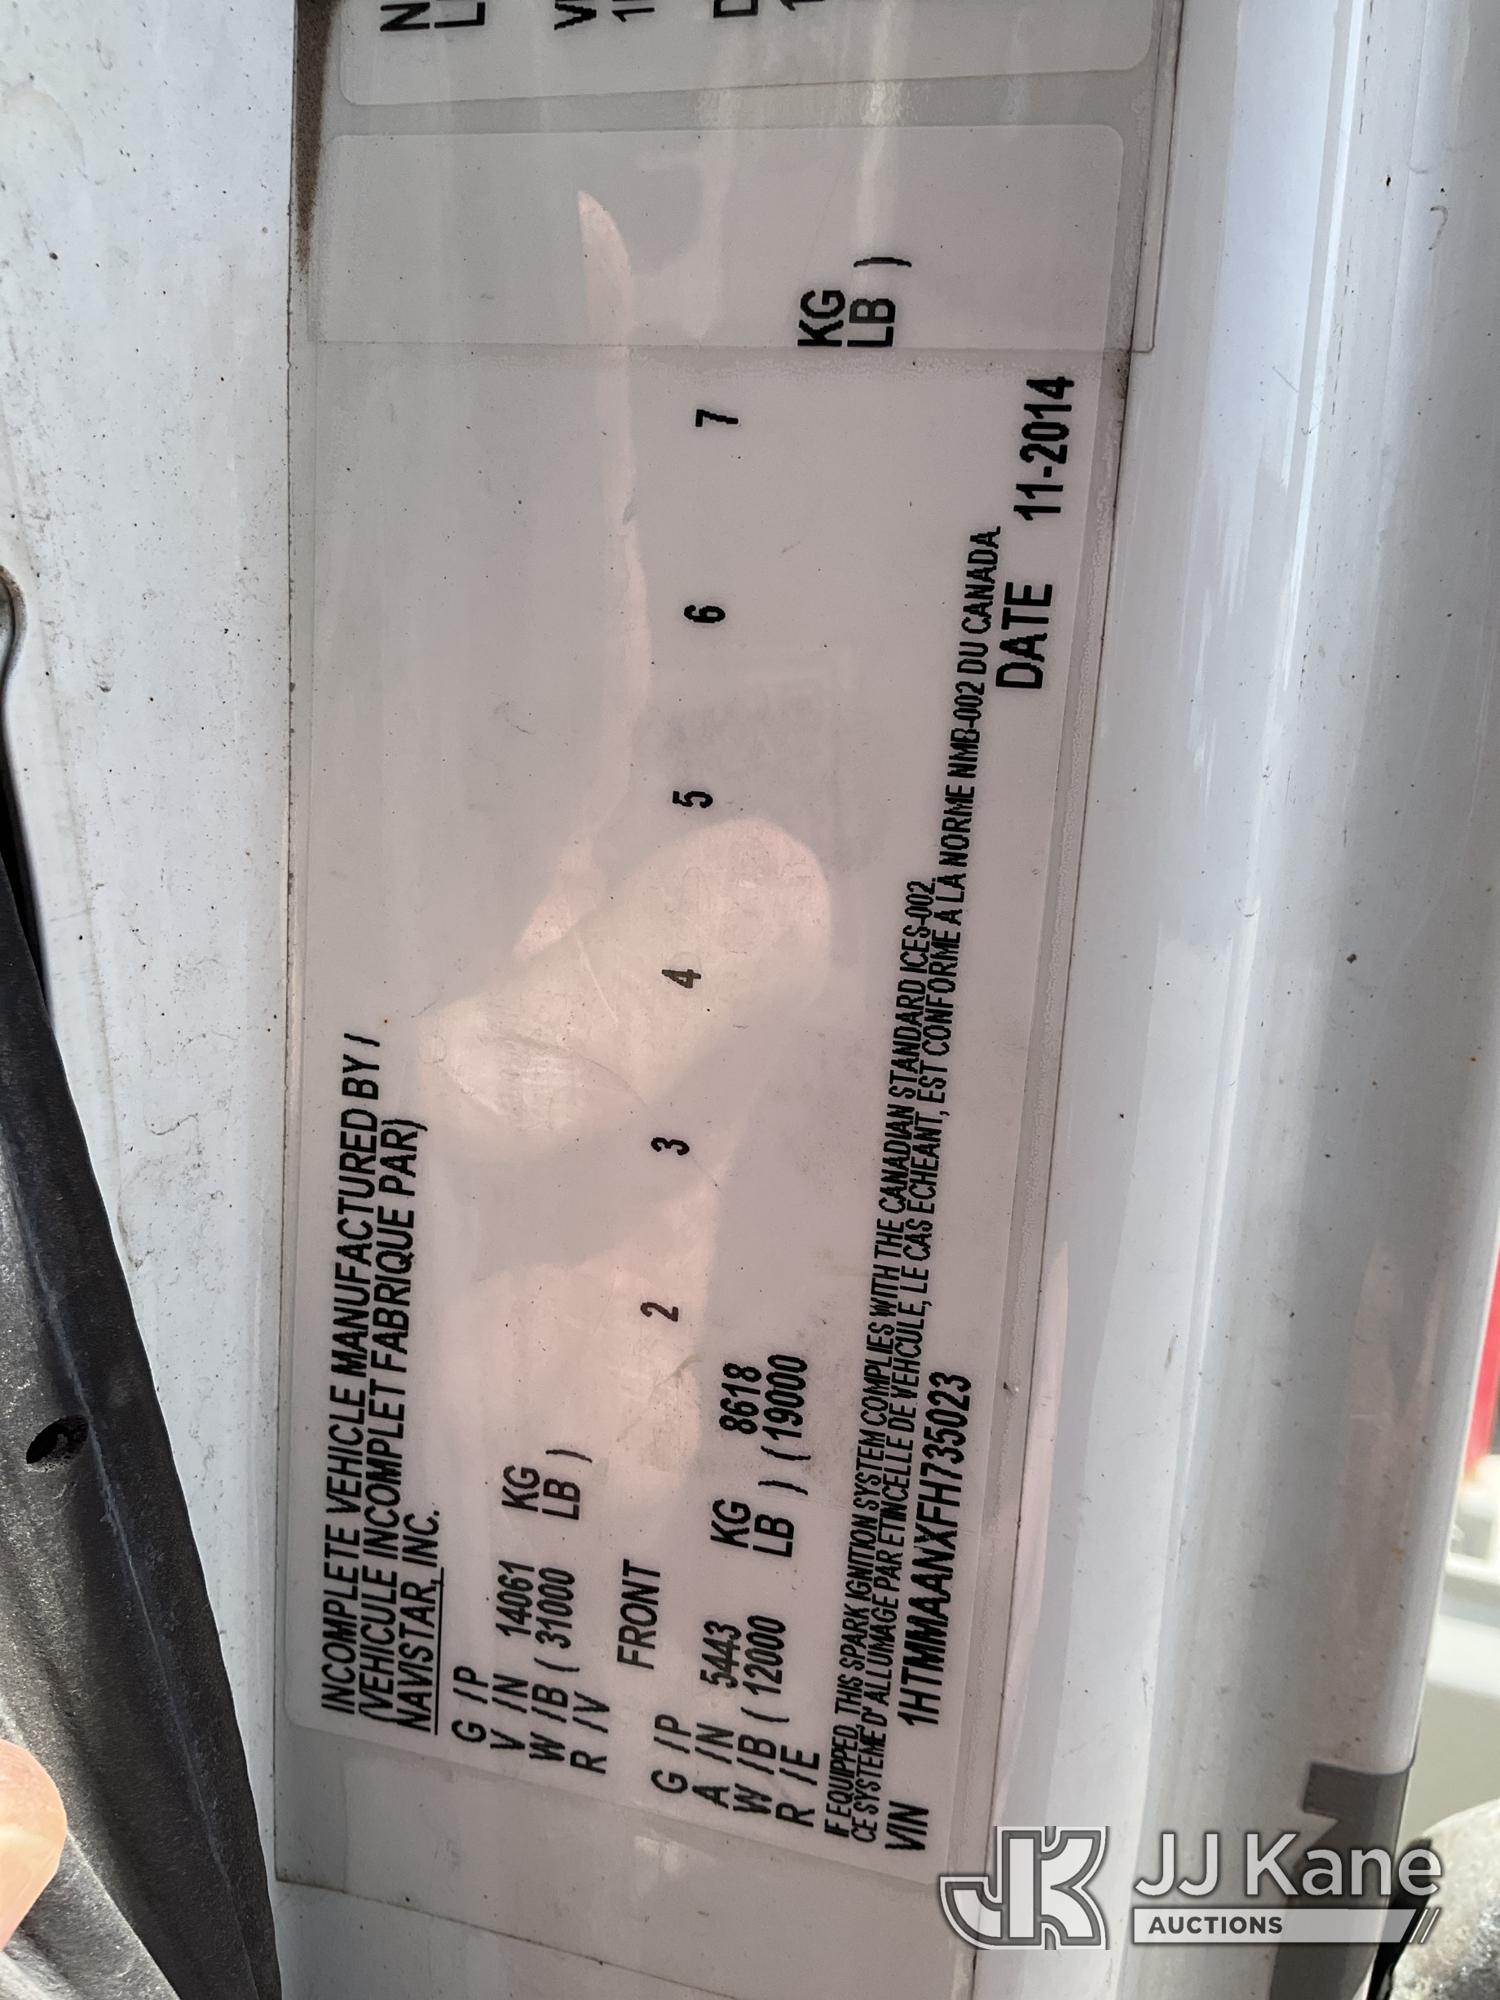 INCOMPLETE VEHICLE MANUFACTURED BY /
(VEHICULE INCOMPLET FABRIQUE PAR)
NAVISTAR, INC.
G / P
V / N 14061 KG
W / B ( 31000 LB )
R / V
FRONT 2 3 4 5 6 7
G / P
A / N 5443 KG 8618 KG
W / B ( 12000 LB ) ( 19000 LB )
R / E
IF EQUIPPED, THIS SPARK IGNITION SYSTEM COMPLIES WITH THE CANADIAN STANDARD ICES-002.
CE SYSTEME D' ALLUMAGE PAR ETINCELLE DE VEHCULE, LE CAS ECHEANT, EST CONFORME A LA NORME NMB-002 DU CANADA
VIN 1HTMMAANXFH735023 DATE 11-2014
JJ Kane
AUCTIONS